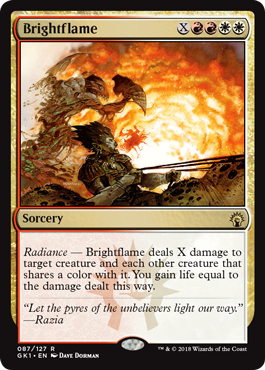 Brightflame XRRWW
Sorcery
Radiance — Brightflame deals X damage to
target creature and each other creature that
shares a color with it. You gain life equal to
the damage dealt this way.
“Let the pyres of the unbelievers light our way.”
—Razia
087/127 R
GK1 • EN DAVE DORMAN
™ & © 2018 Wizards of the Coast